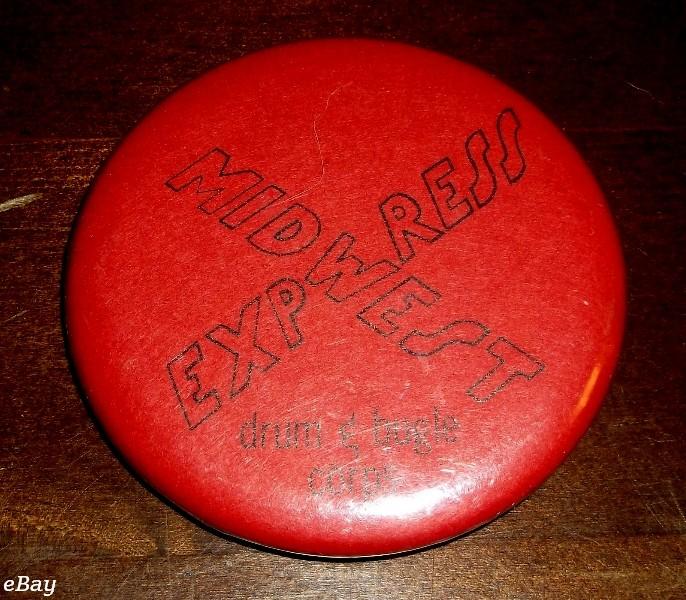 MIDWEST
EXPRESS
drum & bugle
corps
eBay